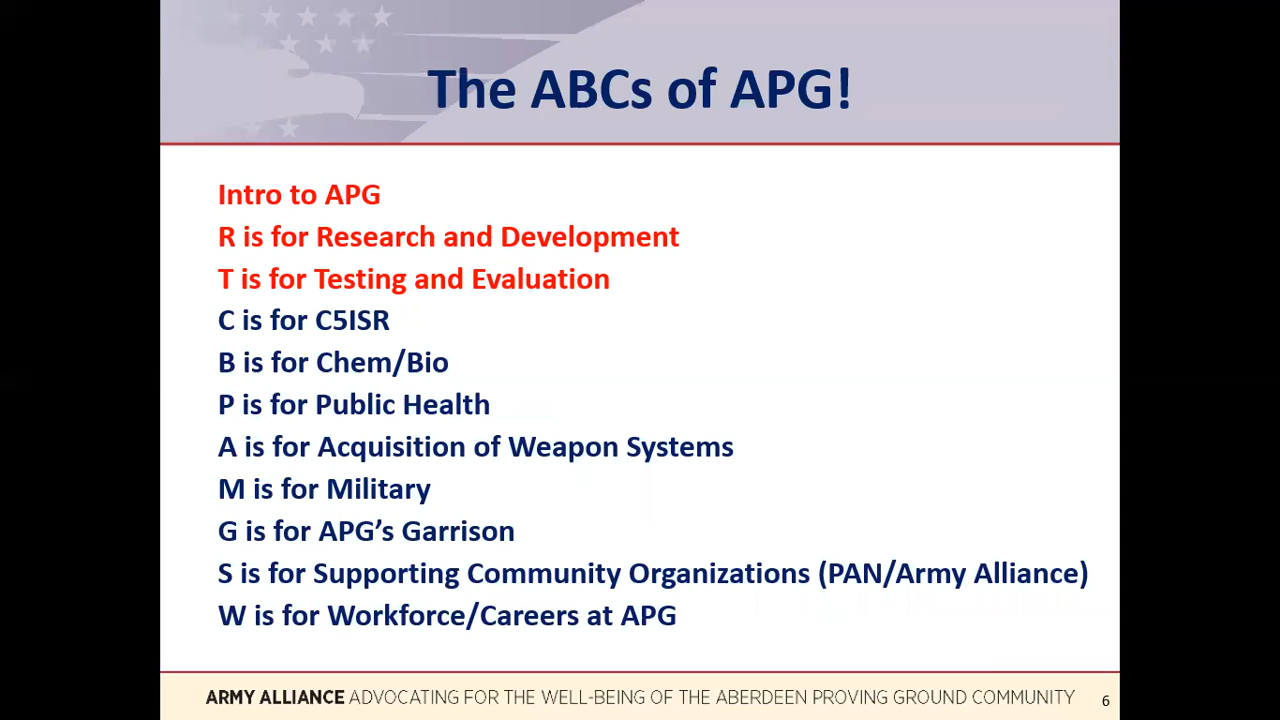 The ABCs of APG!
Intro to APG
R is for Research and Development
T is for Testing and Evaluation
C is for C5ISR
B is for Chem/Bio
P is for Public Health
A is for Acquisition of Weapon Systems
M is for Military
G is for APG’s Garrison
S is for Supporting Community Organizations (PAN/Army Alliance)
W is for Workforce/Careers at APG
ARMY ALLIANCE ADVOCATING FOR THE WELL-BEING OF THE ABERDEEN PROVING GROUND COMMUNITY 6